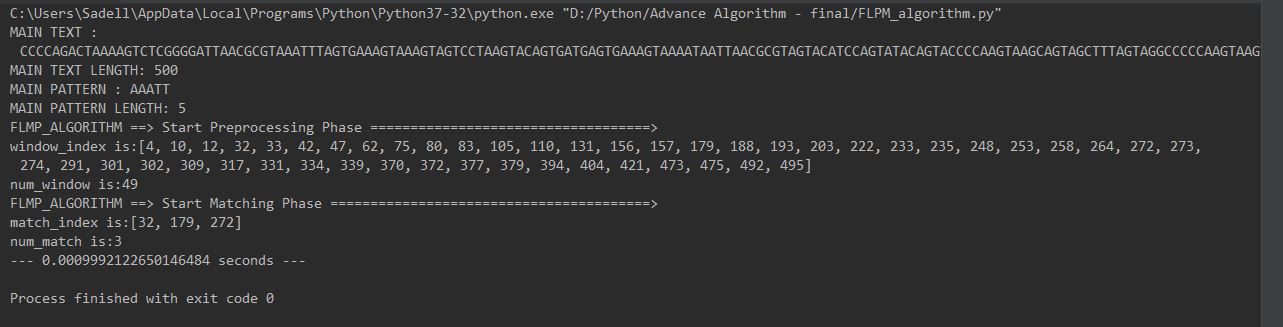 C:\Users\Sadell\AppData\Local\Programs\Python\Python37-32\python.exe "D:/Python/Advance Algorithm - final/FLPM_algorithm.py"
MAIN TEXT :
CCCCAGACTAAAAGTCTCGGGGATTAACGCGTAAATTTAGTGAAAGTAAAGTAGTCCTAAGTACAGTGATGAGTGAAAGTAAAATAATTAACGCGTAGTACATCCAGTATACAGTACCCCAAGTAAGCAGTAGCTTTAGTAGGCCCCCAAGTAAG
MAIN TEXT LENGTH: 500
MAIN PATTERN : AAATT
MAIN PATTERN LENGTH: 5
FLMP_ALGORITHM ==> Start Preprocessing Phase ===================================>
window_index is:[4, 10, 12, 32, 33, 42, 47, 62, 75, 80, 83, 105, 110, 131, 156, 157, 179, 188, 193, 203, 222, 233, 235, 248, 253, 258, 264, 272, 273,
274, 291, 301, 302, 309, 317, 331, 334, 339, 370, 372, 377, 379, 394, 404, 421, 473, 475, 492, 495]
num_window is:49
FLMP_ALGORITHM ==> Start Matching Phase ========================================>
match_index is:[32, 179, 272]
num_match is:3
--- 0.0009992122650146484 seconds ---
Process finished with exit code 0